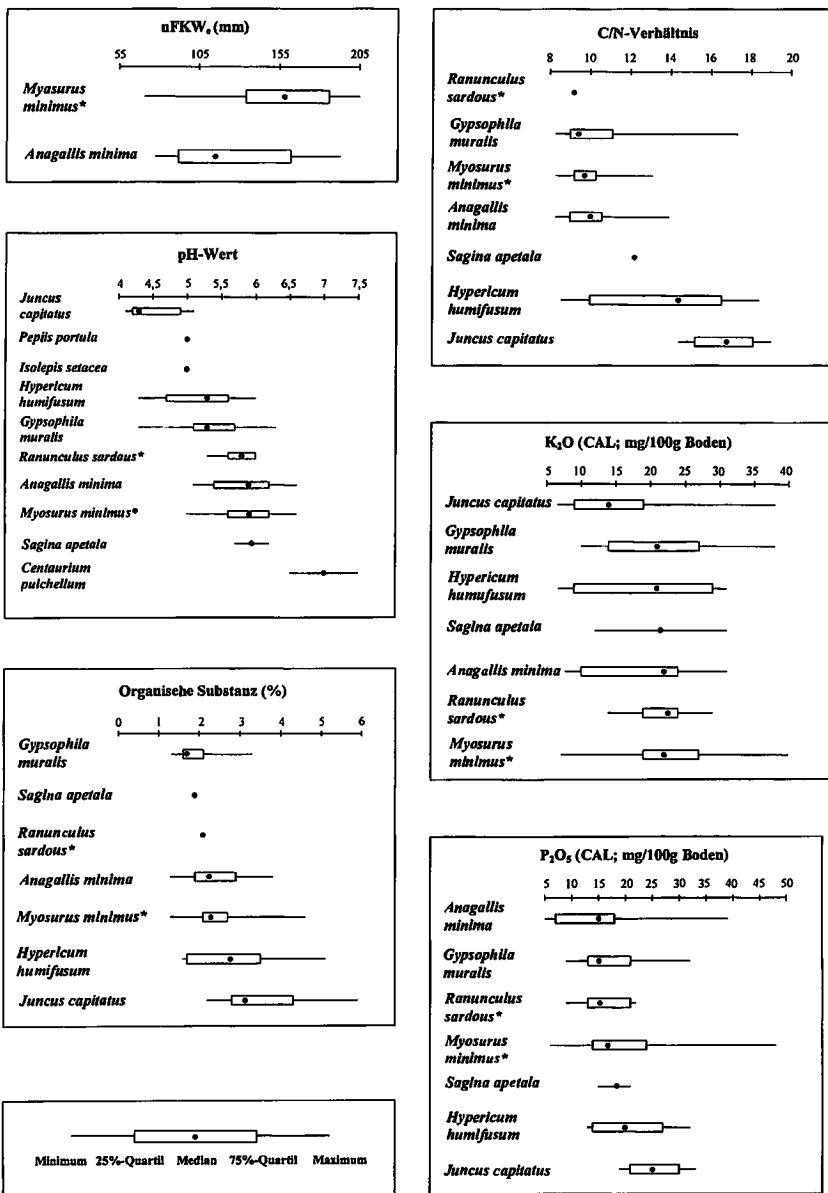 nFKWe (mm)
55 105 155 205
Myasurus
minimus*
Anagallis minima
pH-Wert
4 4,5 5 5,5 6 6,5 7 7,5
Juncus
capitatus
Peplis portula
Isolepis setacea
Hypericum
humifusum
Gypsophila
muralis
Ranunculus sardous*
Anagallis minima
Myosurus minimus*
Sagina apetala
Centaurium
pulchellum
Organische Substanz (%)
0 1 2 3 4 5 6
Gypsophila
muralis
Sagina apetala
Ranunculus
sardous*
Anagallis minima
Myosurus minimus*
Hypericum
humifusum
Juncus capitatus
Minimum 25%-Quartil Median 75%-Quartil Maximum
C/N-Verhältnis
8 10 12 14 16 18 20
Ranunculus
sardous*
Gypsophila
muralis
Myosurus
minimus*
Anagallis
minima
Sagina apetala
Hypericum
humifusum
Juncus capitatus
K₂O (CAL; mg/100g Boden)
5 10 15 20 25 30 35 40
Juncus capitatus
Gypsophila
muralis
Hypericum
humufusum
Sagina apetala
Anagallis minima
Ranunculus
sardous*
Myosurus
minimus*
P₂O₅ (CAL; mg/100g Boden)
5 10 15 20 25 30 35 40 45 50
Anagallis
minima
Gypsophila
muralis
Ranunculus
sardous*
Myosurus
minimus*
Sagina apetala
Hypericum
humifusum
Juncus capitatus